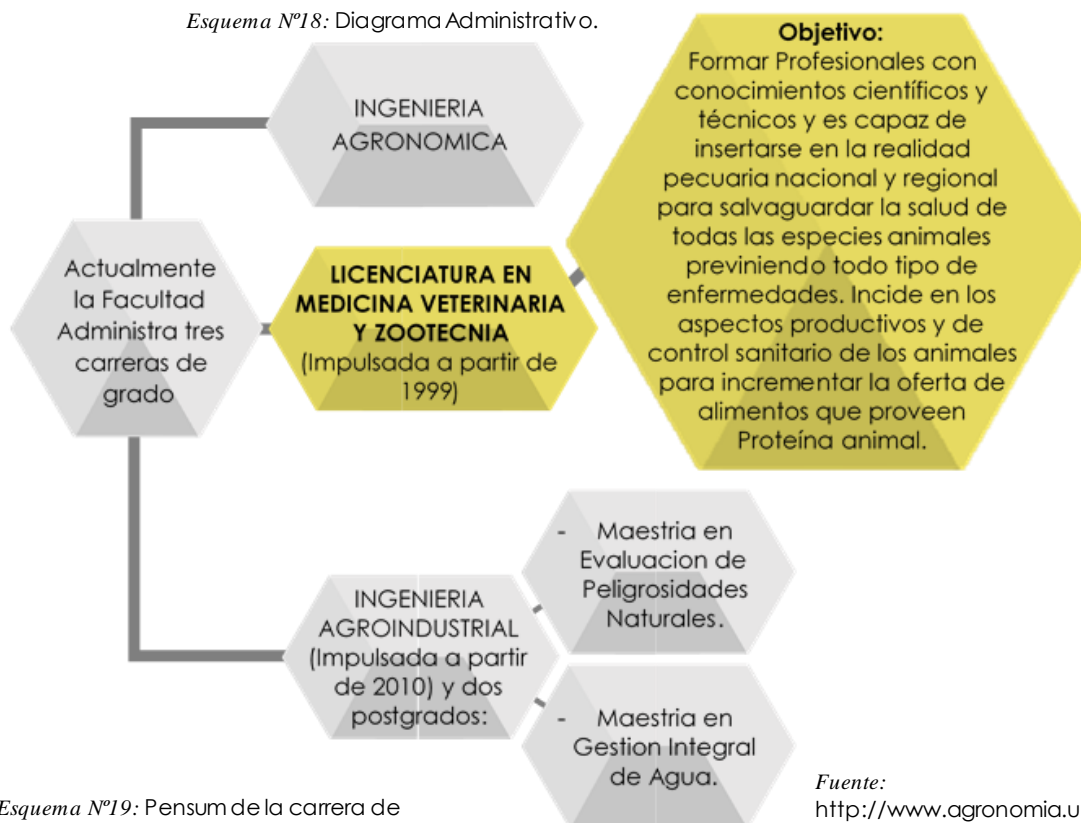 Esquema Nº18: Diagrama Administrativo.
Objetivo:
Formar Profesionales con
conocimientos científicos y
técnicos y es capaz de
insertarse en la realidad
pecuaria nacional y regional
para salvaguardar la salud de
todas las especies animales
previniendo todo tipo de
enfermedades. Incide en los
aspectos productivos y de
control sanitario de los animales
para incrementar la oferta de
alimentos que proveen
Proteína animal.
INGENIERIA
AGRONOMICA
Actualmente
la Facultad
Administra tres
carreras de
grado
LICENCIATURA EN
MEDICINA VETERINARIA
Y ZOOTECNIA
(Impulsada a partir de
1999)
INGENIERIA
AGROINDUSTRIAL
(Impulsada a partir
de 2010) y dos
postgrados:
- Maestria en
Evaluacion de
Peligrosidades
Naturales.
- Maestria en
Gestion Integral
de Agua.
Fuente:
http://www.agronomia.u
Esquema Nº19: Pensum de la carrera de